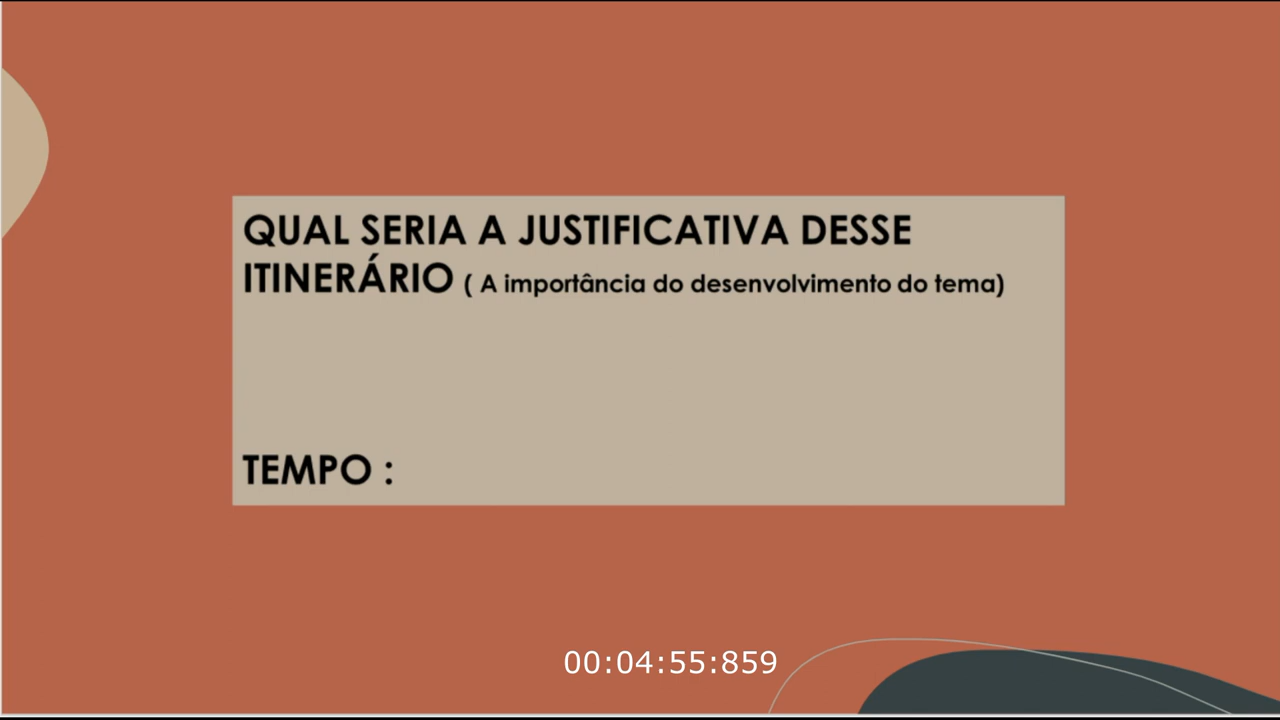 QUAL SERIA A JUSTIFICATIVA DESSE
ITINERÁRIO ( A importância do desenvolvimento do tema)
TEMPO :
00:04:55:859